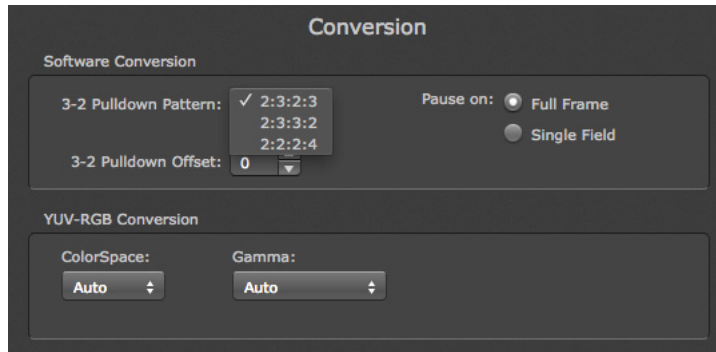 Conversion
Software Conversion
3-2 Pulldown Pattern:
✓ 2:3:2:3
2:3:3:2
2:2:2:4
Pause on:
Full Frame
Single Field
3-2 Pulldown Offset: 0
YUV-RGB Conversion
ColorSpace: Gamma:
Auto Auto